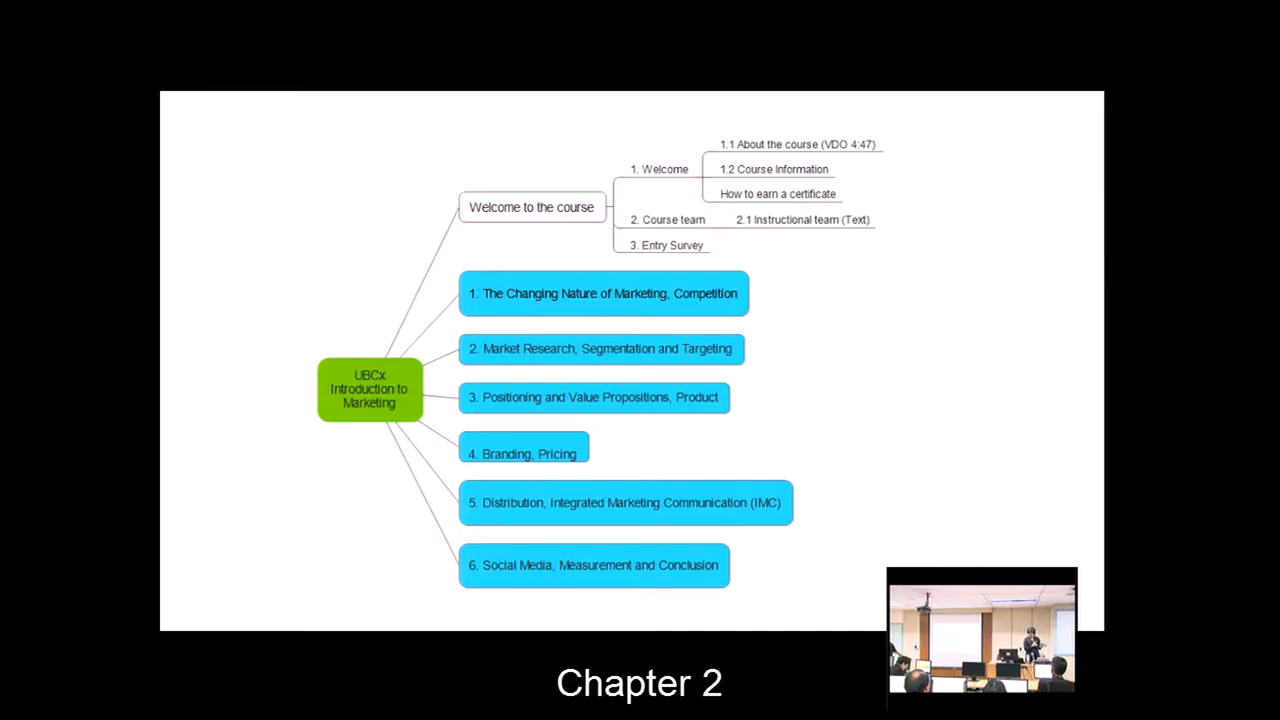 1.1 About the course (VDO 4:47)
1. Welcome
1.2 Course Information
How to earn a certificate
Welcome to the course
2. Course team
2.1 Instructional team (Text)
3. Entry Survey
1. The Changing Nature of Marketing, Competition
2. Market Research, Segmentation and Targeting
UBCx
Introduction to
Marketing
3. Positioning and Value Propositions, Product
4. Branding, Pricing
5. Distribution, Integrated Marketing Communication (IMC)
6. Social Media, Measurement and Conclusion
Chapter 2